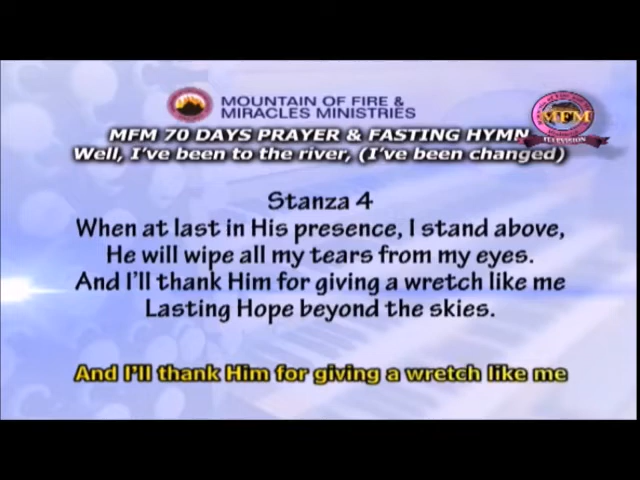 MOUNTAIN OF FIRE &
MIRACLES MINISTRIES
MFM
TELEVISION
MFM 70 DAYS PRAYER & FASTING HYMN
Well, I've been to the river, (I've been changed)
Stanza 4
When at last in His presence, I stand above,
He will wipe all my tears from my eyes.
And I'll thank Him for giving a wretch like me
Lasting Hope beyond the skies.
And I'll thank Him for giving a wretch like me